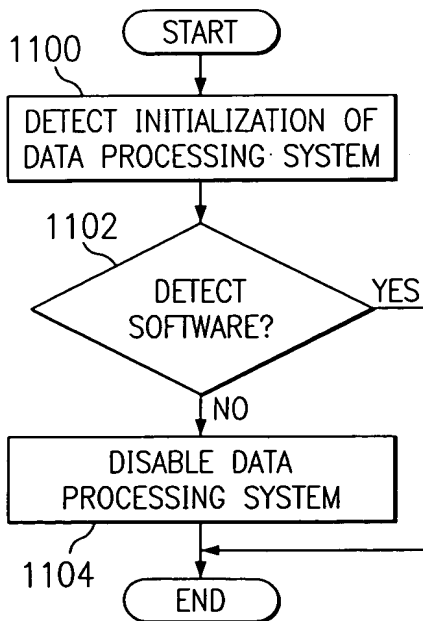 START
1100
DETECT INITIALIZATION OF
DATA PROCESSING SYSTEM
1102
DETECT
SOFTWARE?
YES
NO
DISABLE DATA
PROCESSING SYSTEM
1104
END